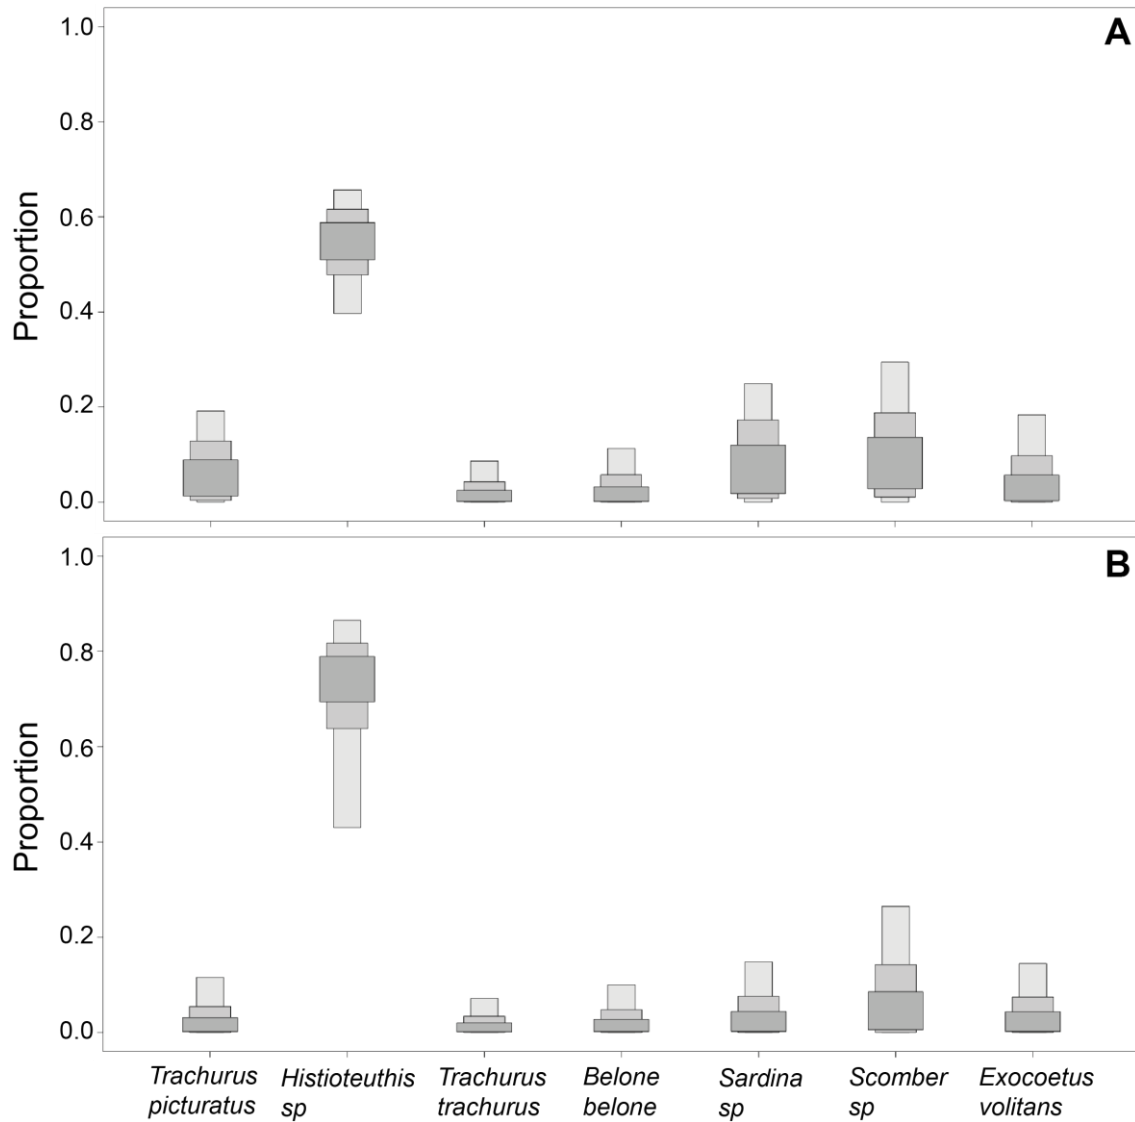 A
1.0
0.8
0.6
0.4
0.2
0.0
Proportion
B
1.0
0.8
0.6
0.4
0.2
0.0
Proportion
Trachurus picturatus
Histioteuthis sp
Trachurus trachurus
Belone belone
Sardina sp
Scomber sp
Exocoetus volitans